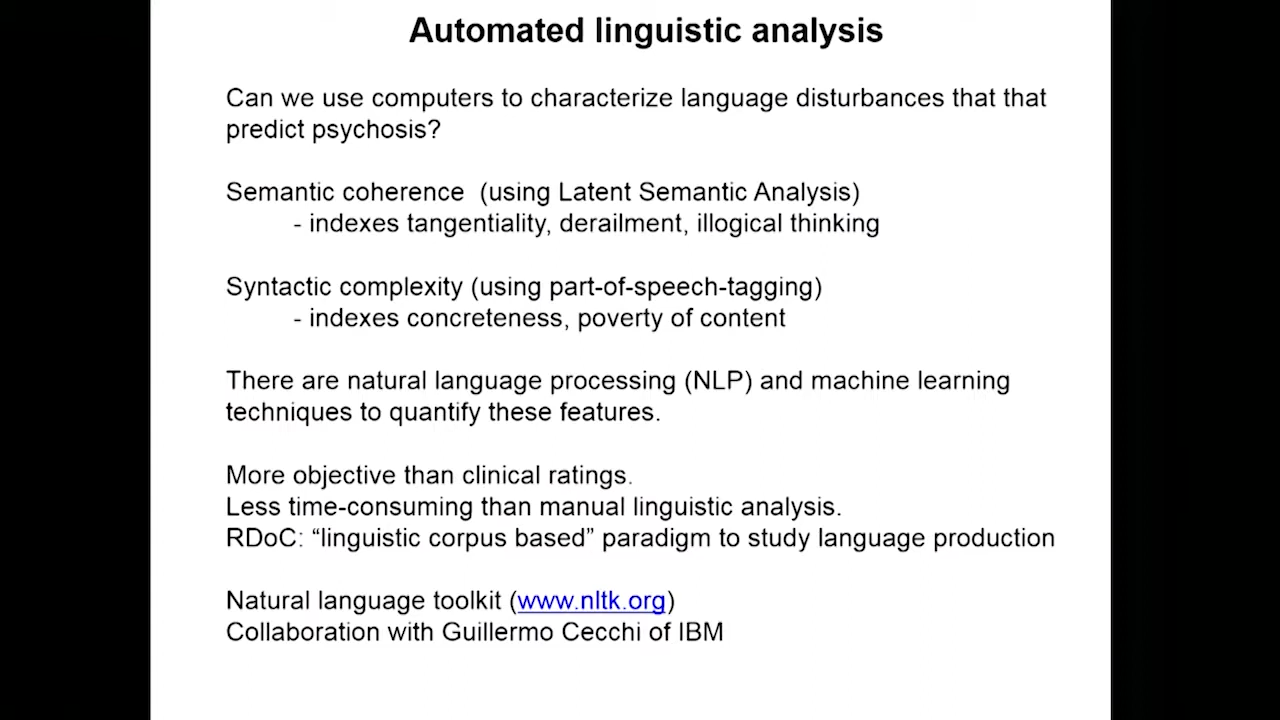 Automated linguistic analysis
Can we use computers to characterize language disturbances that that
predict psychosis?
Semantic coherence (using Latent Semantic Analysis)
- indexes tangentiality, derailment, illogical thinking
Syntactic complexity (using part-of-speech-tagging)
- indexes concreteness, poverty of content
There are natural language processing (NLP) and machine learning
techniques to quantify these features.
More objective than clinical ratings.
Less time-consuming than manual linguistic analysis.
RDoC: “linguistic corpus based” paradigm to study language production
Natural language toolkit (www.nltk.org)
Collaboration with Guillermo Cecchi of IBM